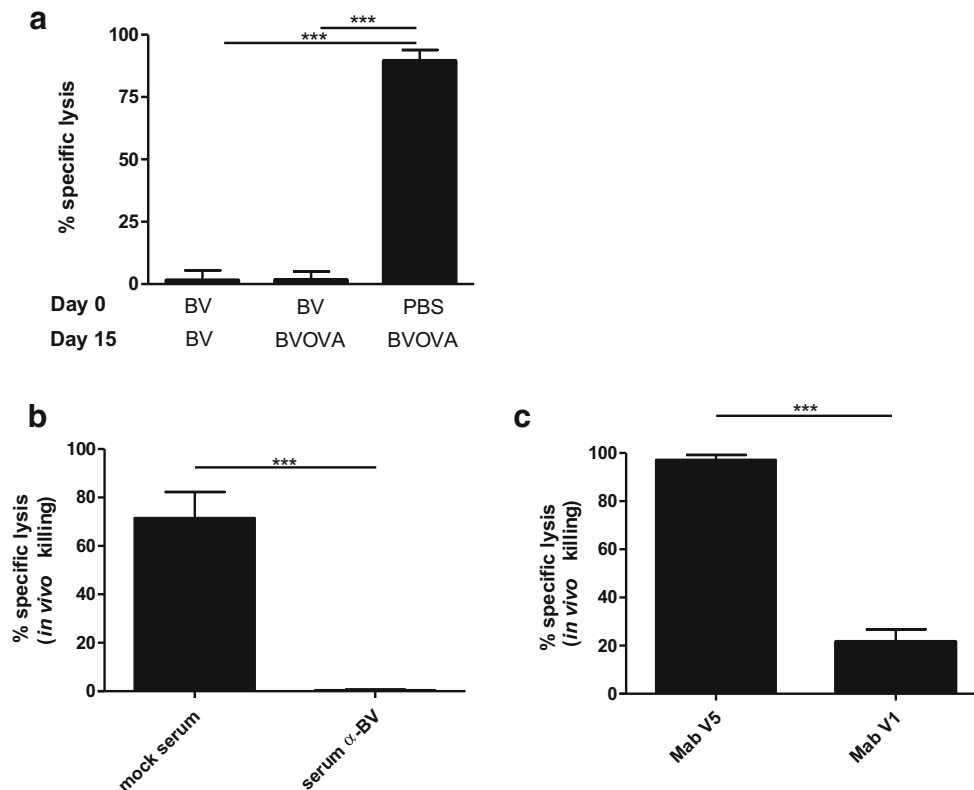 a
***
***
100
75
50
25
0
% specific lysis
Day 0 BV BV PBS
Day 15 BV BVOVA BVOVA
b
***
100
80
60
40
20
0
% specific lysis
(in vivo killing)
mock serum
serum α-BV
c
***
100
80
60
40
20
0
% specific lysis
(in vivo killing)
Mab V5
Mab V1